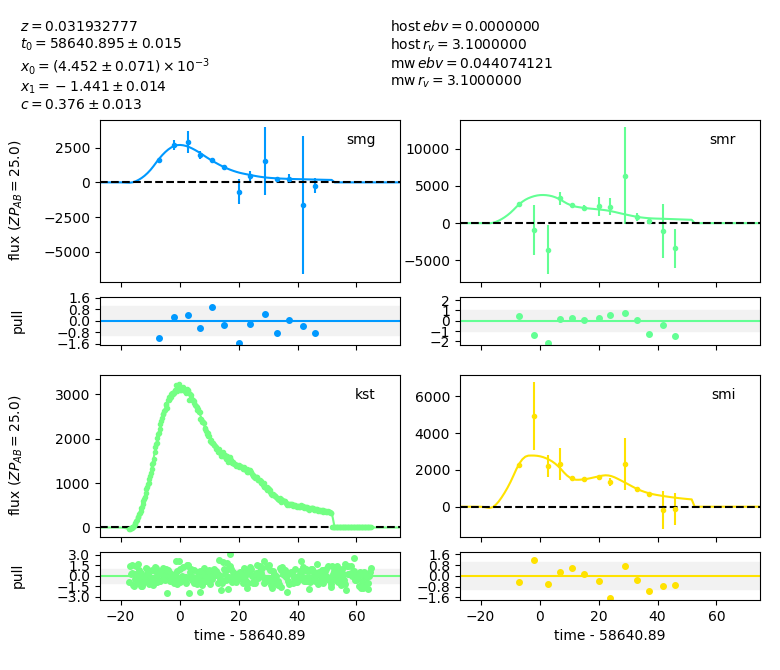 z = 0.031932777
t₀ = 58640.895 ± 0.015
x₀ = (4.452 ± 0.071) × 10⁻³
x₁ = −1.441 ± 0.014
c = 0.376 ± 0.013
host ebv = 0.0000000
host r_v = 3.1000000
mw ebv = 0.044074121
mw r_v = 3.1000000
smg
flux (ZP_AB = 25.0)
2500
0
−2500
−5000
smr
10000
5000
0
−5000
pull
1.6
0.8
0.0
−0.8
−1.6
2
1
0
−1
−2
kst
flux (ZP_AB = 25.0)
3000
2000
1000
0
smi
6000
4000
2000
0
pull
3.0
1.5
0.0
−1.5
−3.0
−20 0 20 40 60
time - 58640.89
1.6
0.8
0.0
−0.8
−1.6
−20 0 20 40 60
time - 58640.89